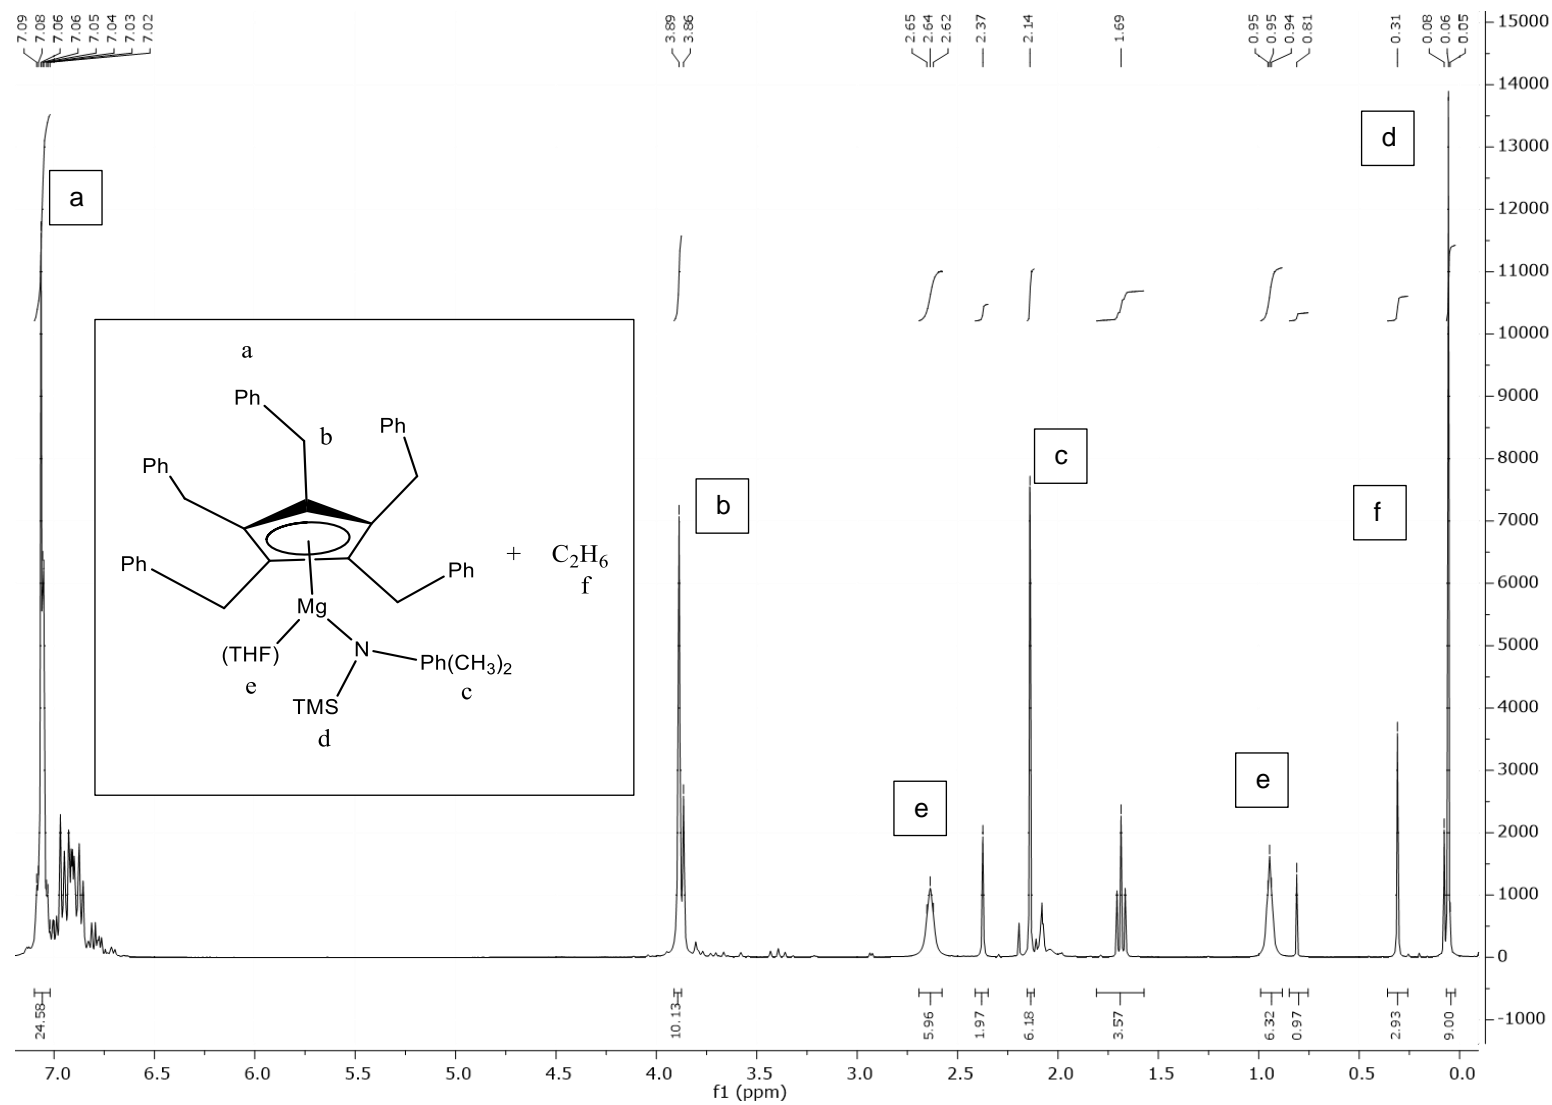 7.09 7.08 7.06 7.06 7.05 7.04 7.03 7.02 3.89 3.86 2.65 2.64 2.62 2.37 2.14 1.69 0.95 0.95 0.94 0.81 0.31 0.08 0.06 0.05
15000
14000
13000
12000
11000
10000
9000
8000
7000
6000
5000
4000
3000
2000
1000
0
-1000
a
d
b
c
f
e
e
a
Ph
b
Ph
Ph
Ph
Ph
+ C2H6
f
Mg
(THF)
N
Ph(CH3)2
e
c
TMS
d
24.58 10.13 5.96 1.97 6.18 3.57 6.32 0.97 2.93 9.00
7.0 6.5 6.0 5.5 5.0 4.5 4.0 3.5 3.0 2.5 2.0 1.5 1.0 0.5 0.0
f1 (ppm)